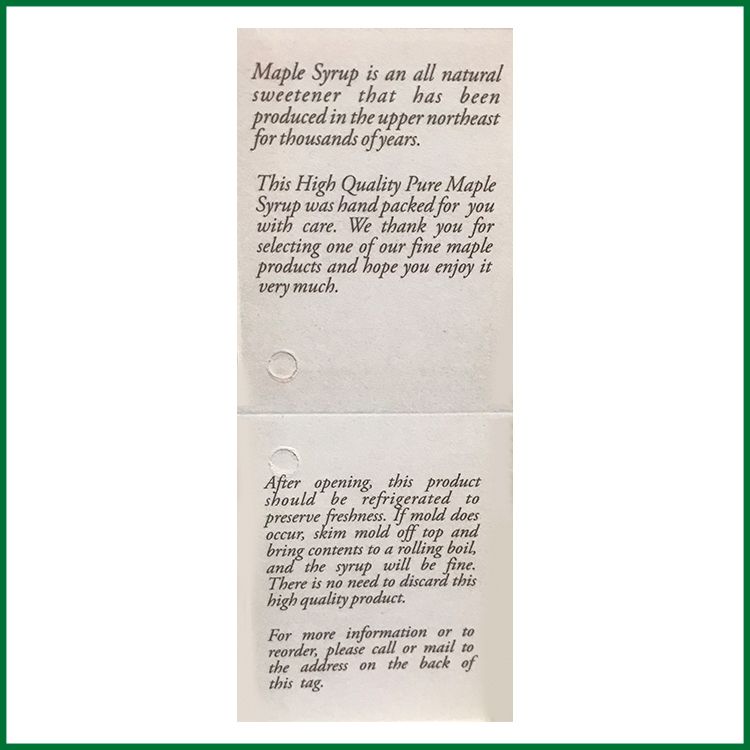 Maple Syrup is an all natural
sweetener that has been
produced in the upper northeast
for thousands of years.
This High Quality Pure Maple
Syrup was hand packed for you
with care. We thank you for
selecting one of our fine maple
products and hope you enjoy it
very much.
After opening, this product
should be refrigerated to
preserve freshness. If mold does
occur, skim mold off top and
bring contents to a rolling boil,
and the syrup will be fine.
There is no need to discard this
high quality product.
For more information or to
reorder, please call or mail to
the address on the back of
this tag.